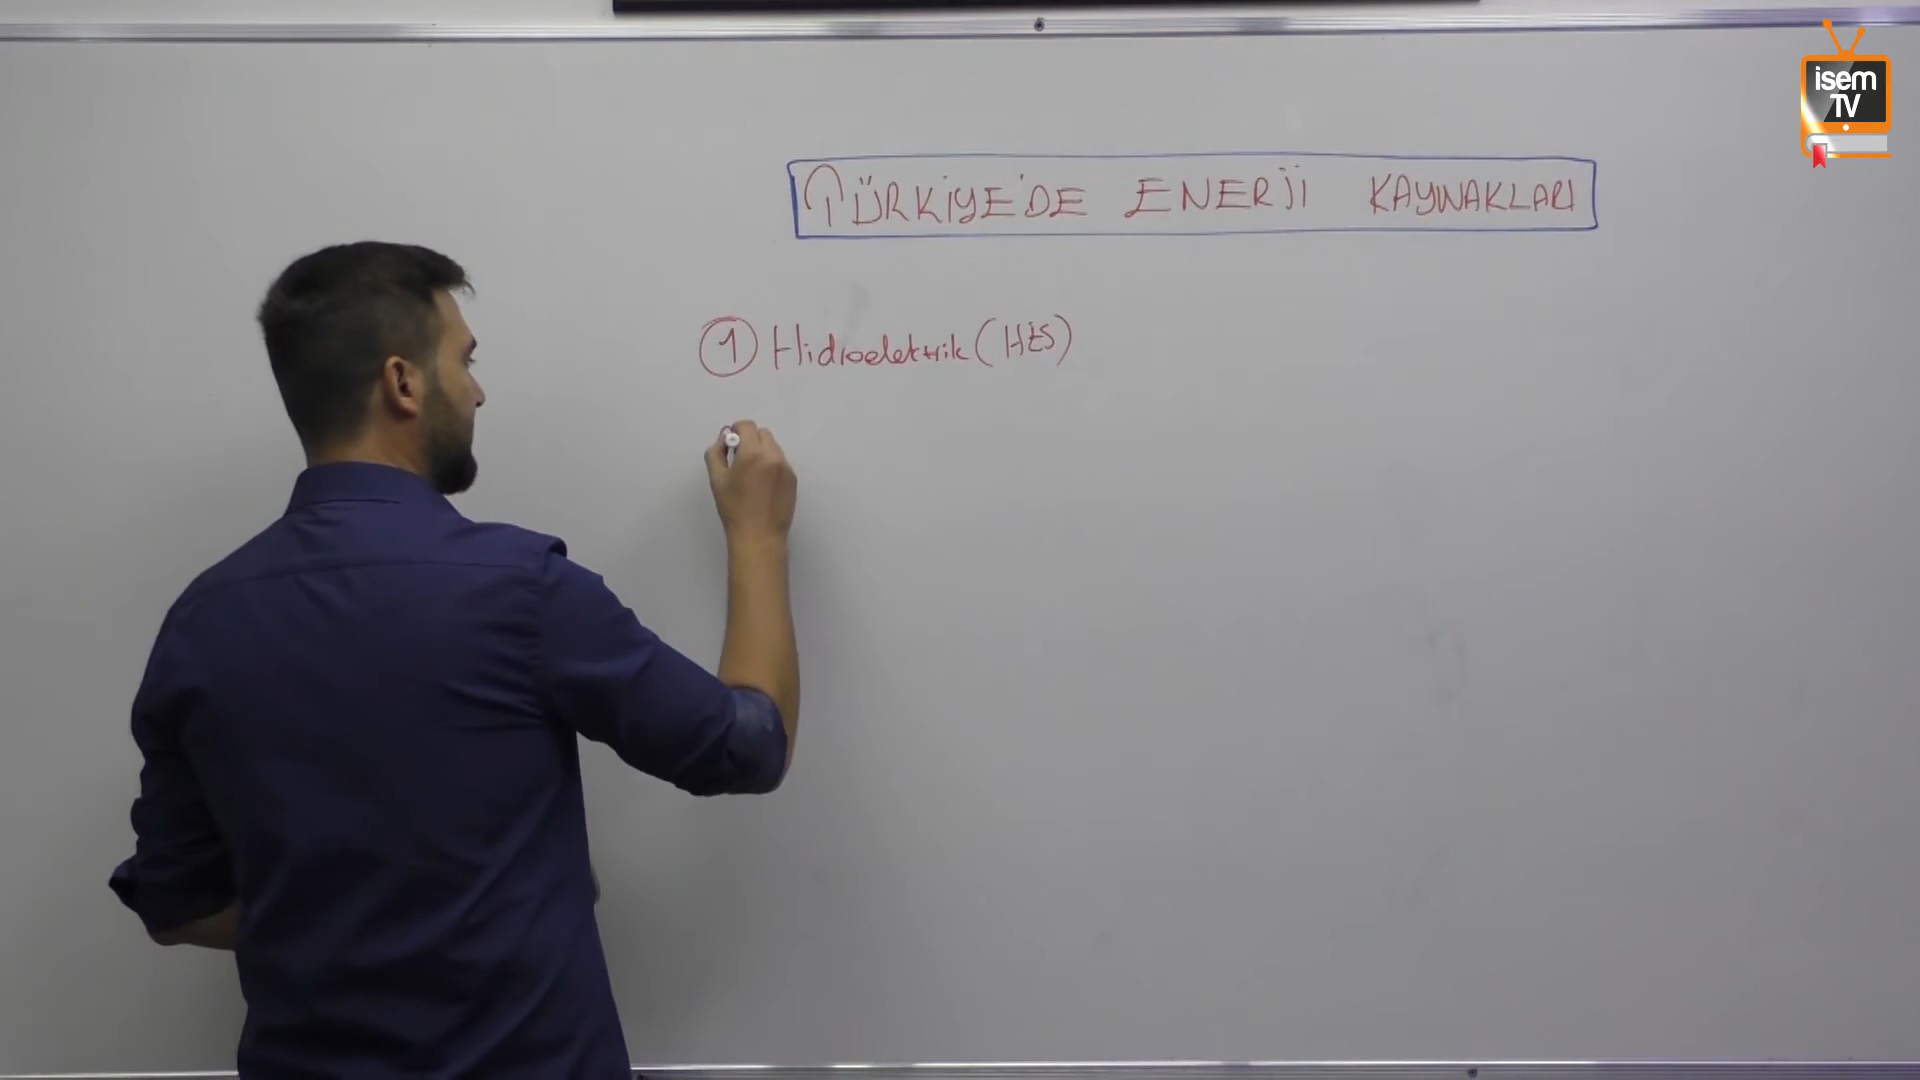 isem
TV
TÜRKİYE'DE ENERJİ KAYNAKLARI
1 Hidroelektrik (HES)